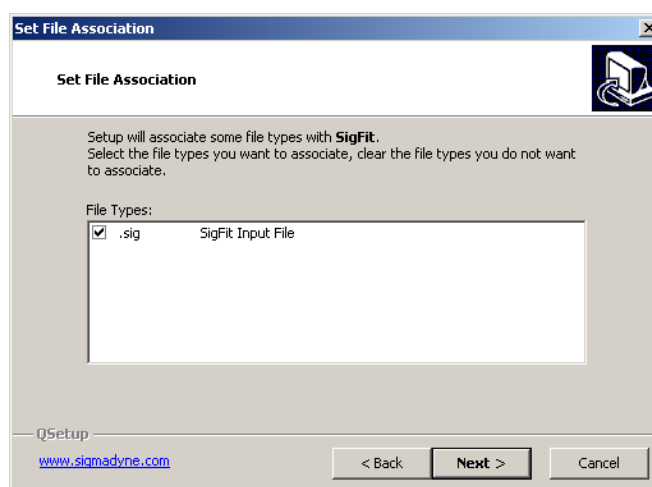 Set File Association
Set File Association
Setup will associate some file types with SigFit.
Select the file types you want to associate, clear the file types you do not want
to associate.
File Types:
.sig SigFit Input File
QSetup
www.sigmadyne.com
< Back Next > Cancel